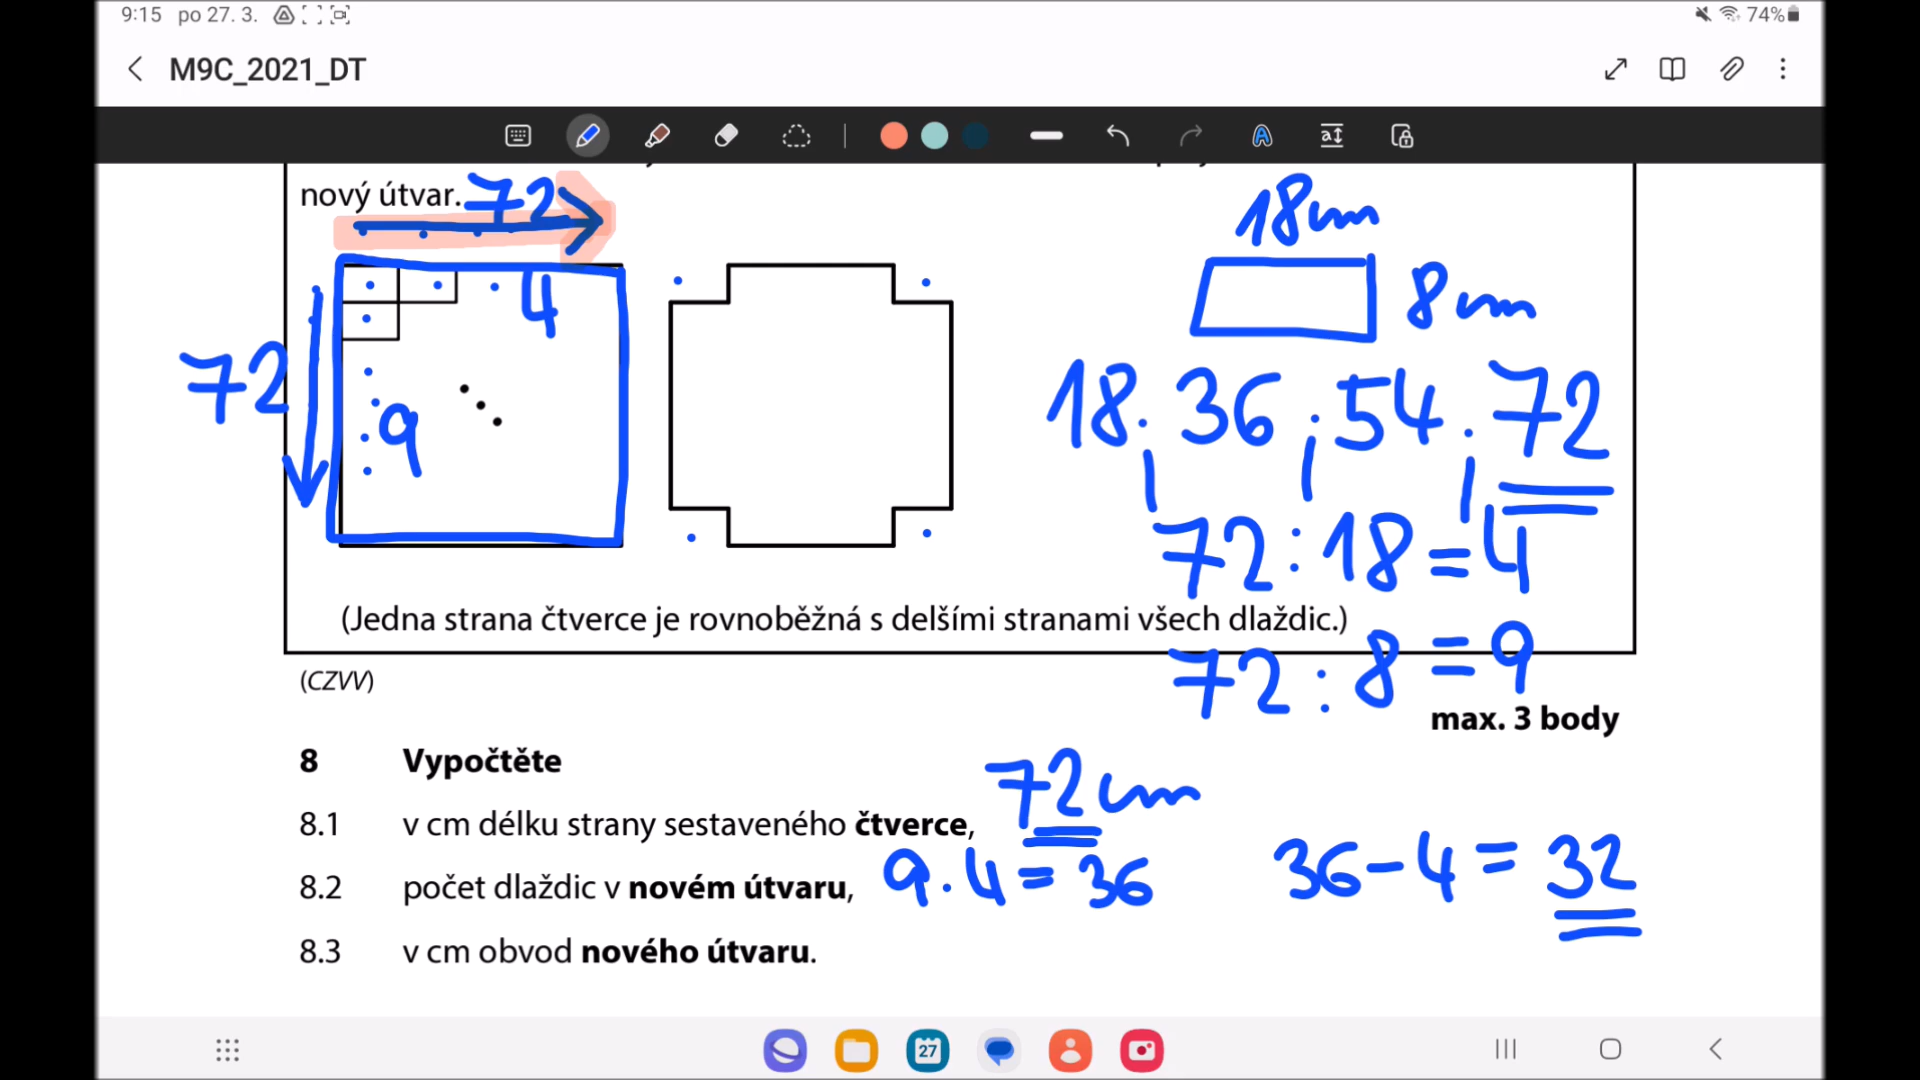 9:15 po 27. 3. 74%
M9C_2021_DT
nový útvar. 72
18cm
4
8cm
72
9
18. 36 ; 54 . 72
72 : 18 = 4
(Jedna strana čtverce je rovnoběžná s delšími stranami všech dlaždic.)
72 : 8 = 9
(CZVV)
max. 3 body
8 Vypočtěte
72cm
8.1 v cm délku strany sestaveného čtverce,
8.2 počet dlaždic v novém útvaru, 9 . 4 = 36 36 - 4 = 32
8.3 v cm obvod nového útvaru.
27